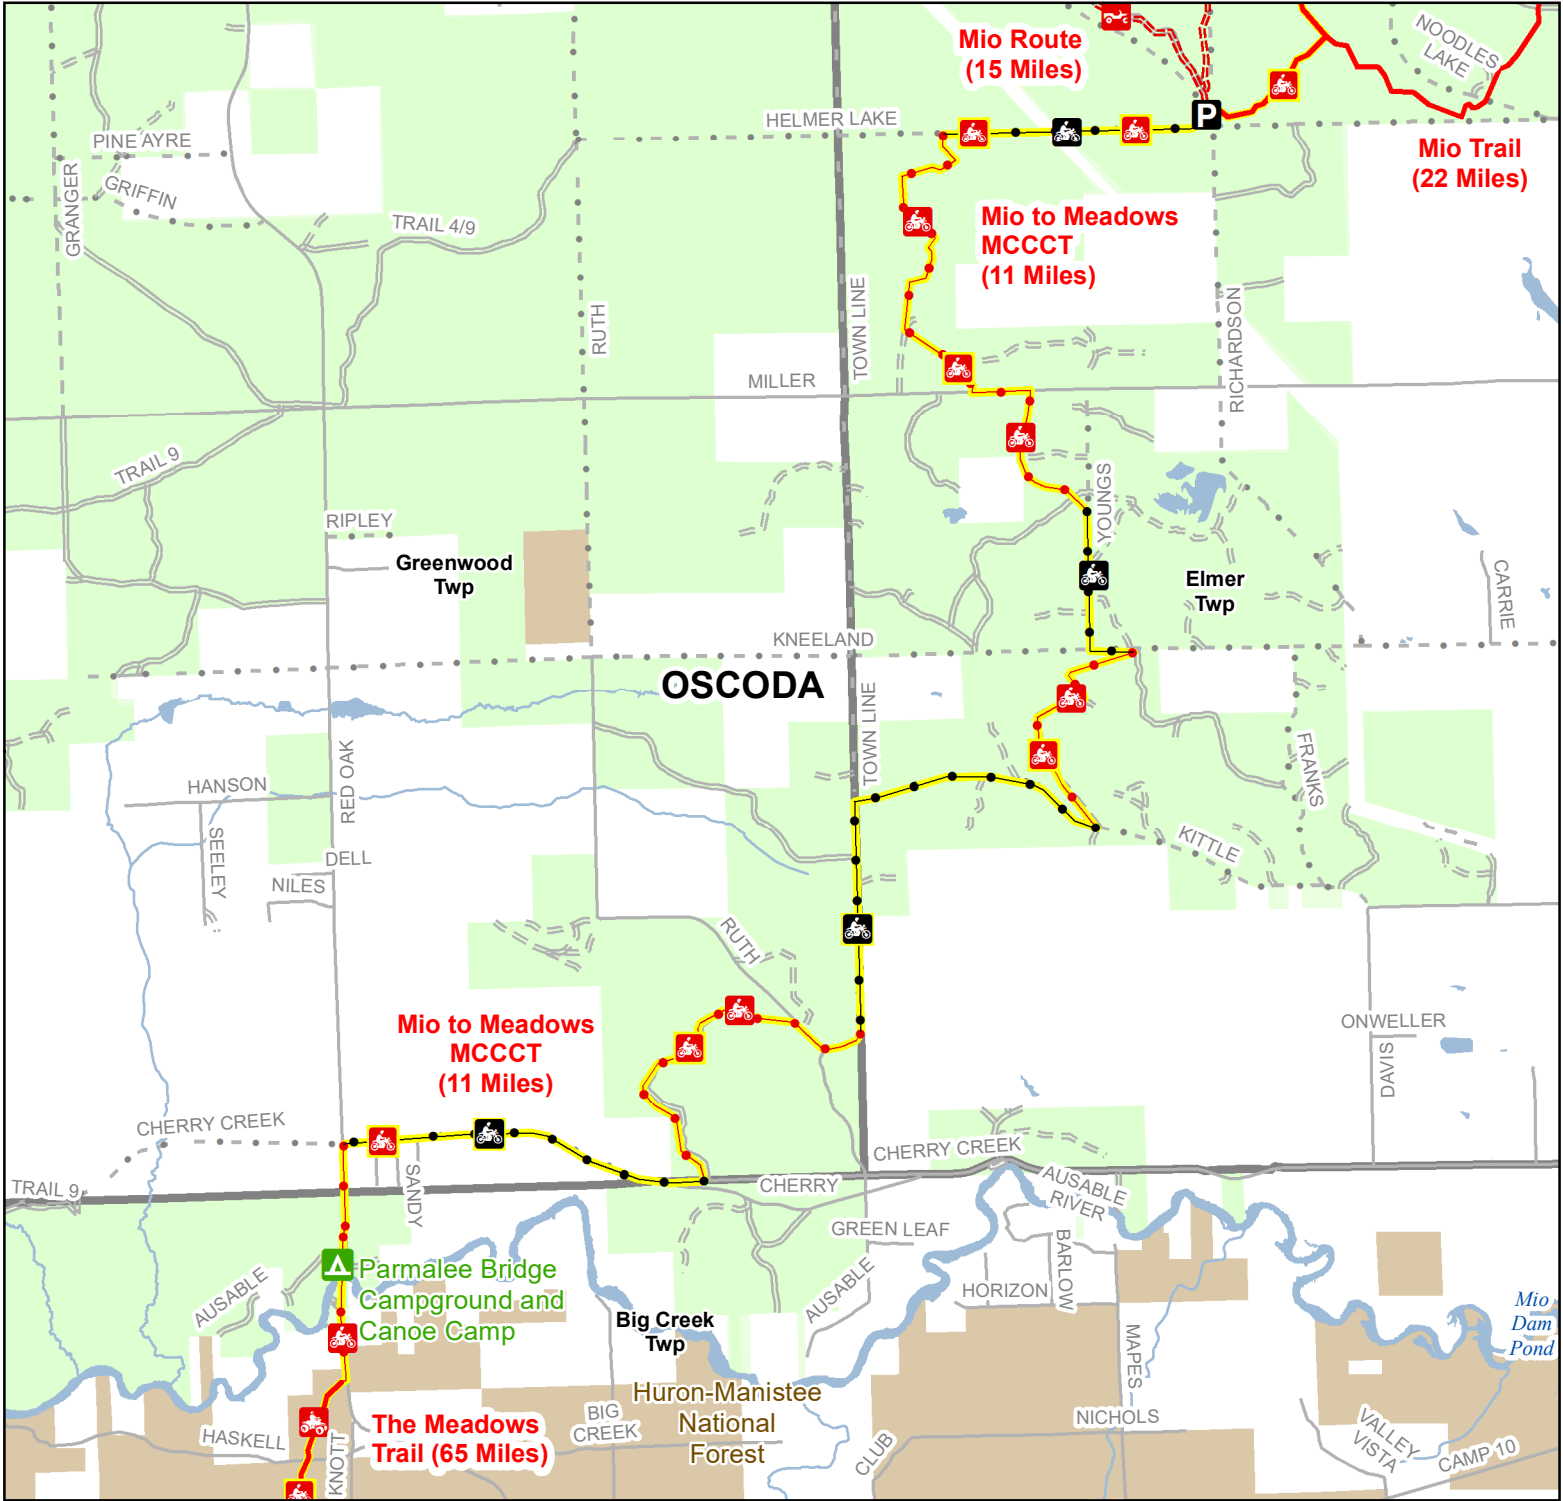 Mio Route
(15 Miles)
NOODLES
LAKE
P
HELMER LAKE
PINE AYRE
Mio Trail
(22 Miles)
GRANGER
GRIFFIN
TRAIL 4/9
Mio to Meadows
MCCCT
(11 Miles)
RUTH
TOWN LINE
RICHARDSON
MILLER
TRAIL 9
YOUNGS
RIPLEY
Greenwood
Twp
Elmer
Twp
CARRIE
KNEELAND
OSCODA
TOWN LINE
RED OAK
FRANKS
HANSON
SEELEY
KITTLE
DELL
NILES
RUTH
Mio to Meadows
MCCCT
(11 Miles)
ONWELLER
DAVIS
CHERRY CREEK
CHERRY CREEK
SANDY
CHERRY
TRAIL 9
AUSABLE
RIVER
GREEN LEAF
BARLOW
AUSABLE
Parmalee Bridge
Campground and
Canoe Camp
AUSABLE
HORIZON
Big Creek
Twp
MAPES
Mio
Dam
Pond
Huron-Manistee
National
Forest
The Meadows
Trail (65 Miles)
HASKELL
KNOTT
BIG
CREEK
NICHOLS
CLUB
VALLEY
VISTA
CAMP 10